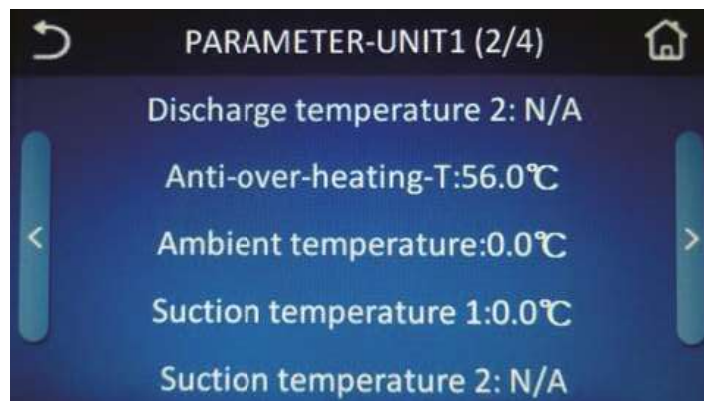 PARAMETER-UNIT1 (2/4)
Discharge temperature 2: N/A
Anti-over-heating-T:56.0℃
Ambient temperature:0.0℃
Suction temperature 1:0.0℃
Suction temperature 2: N/A